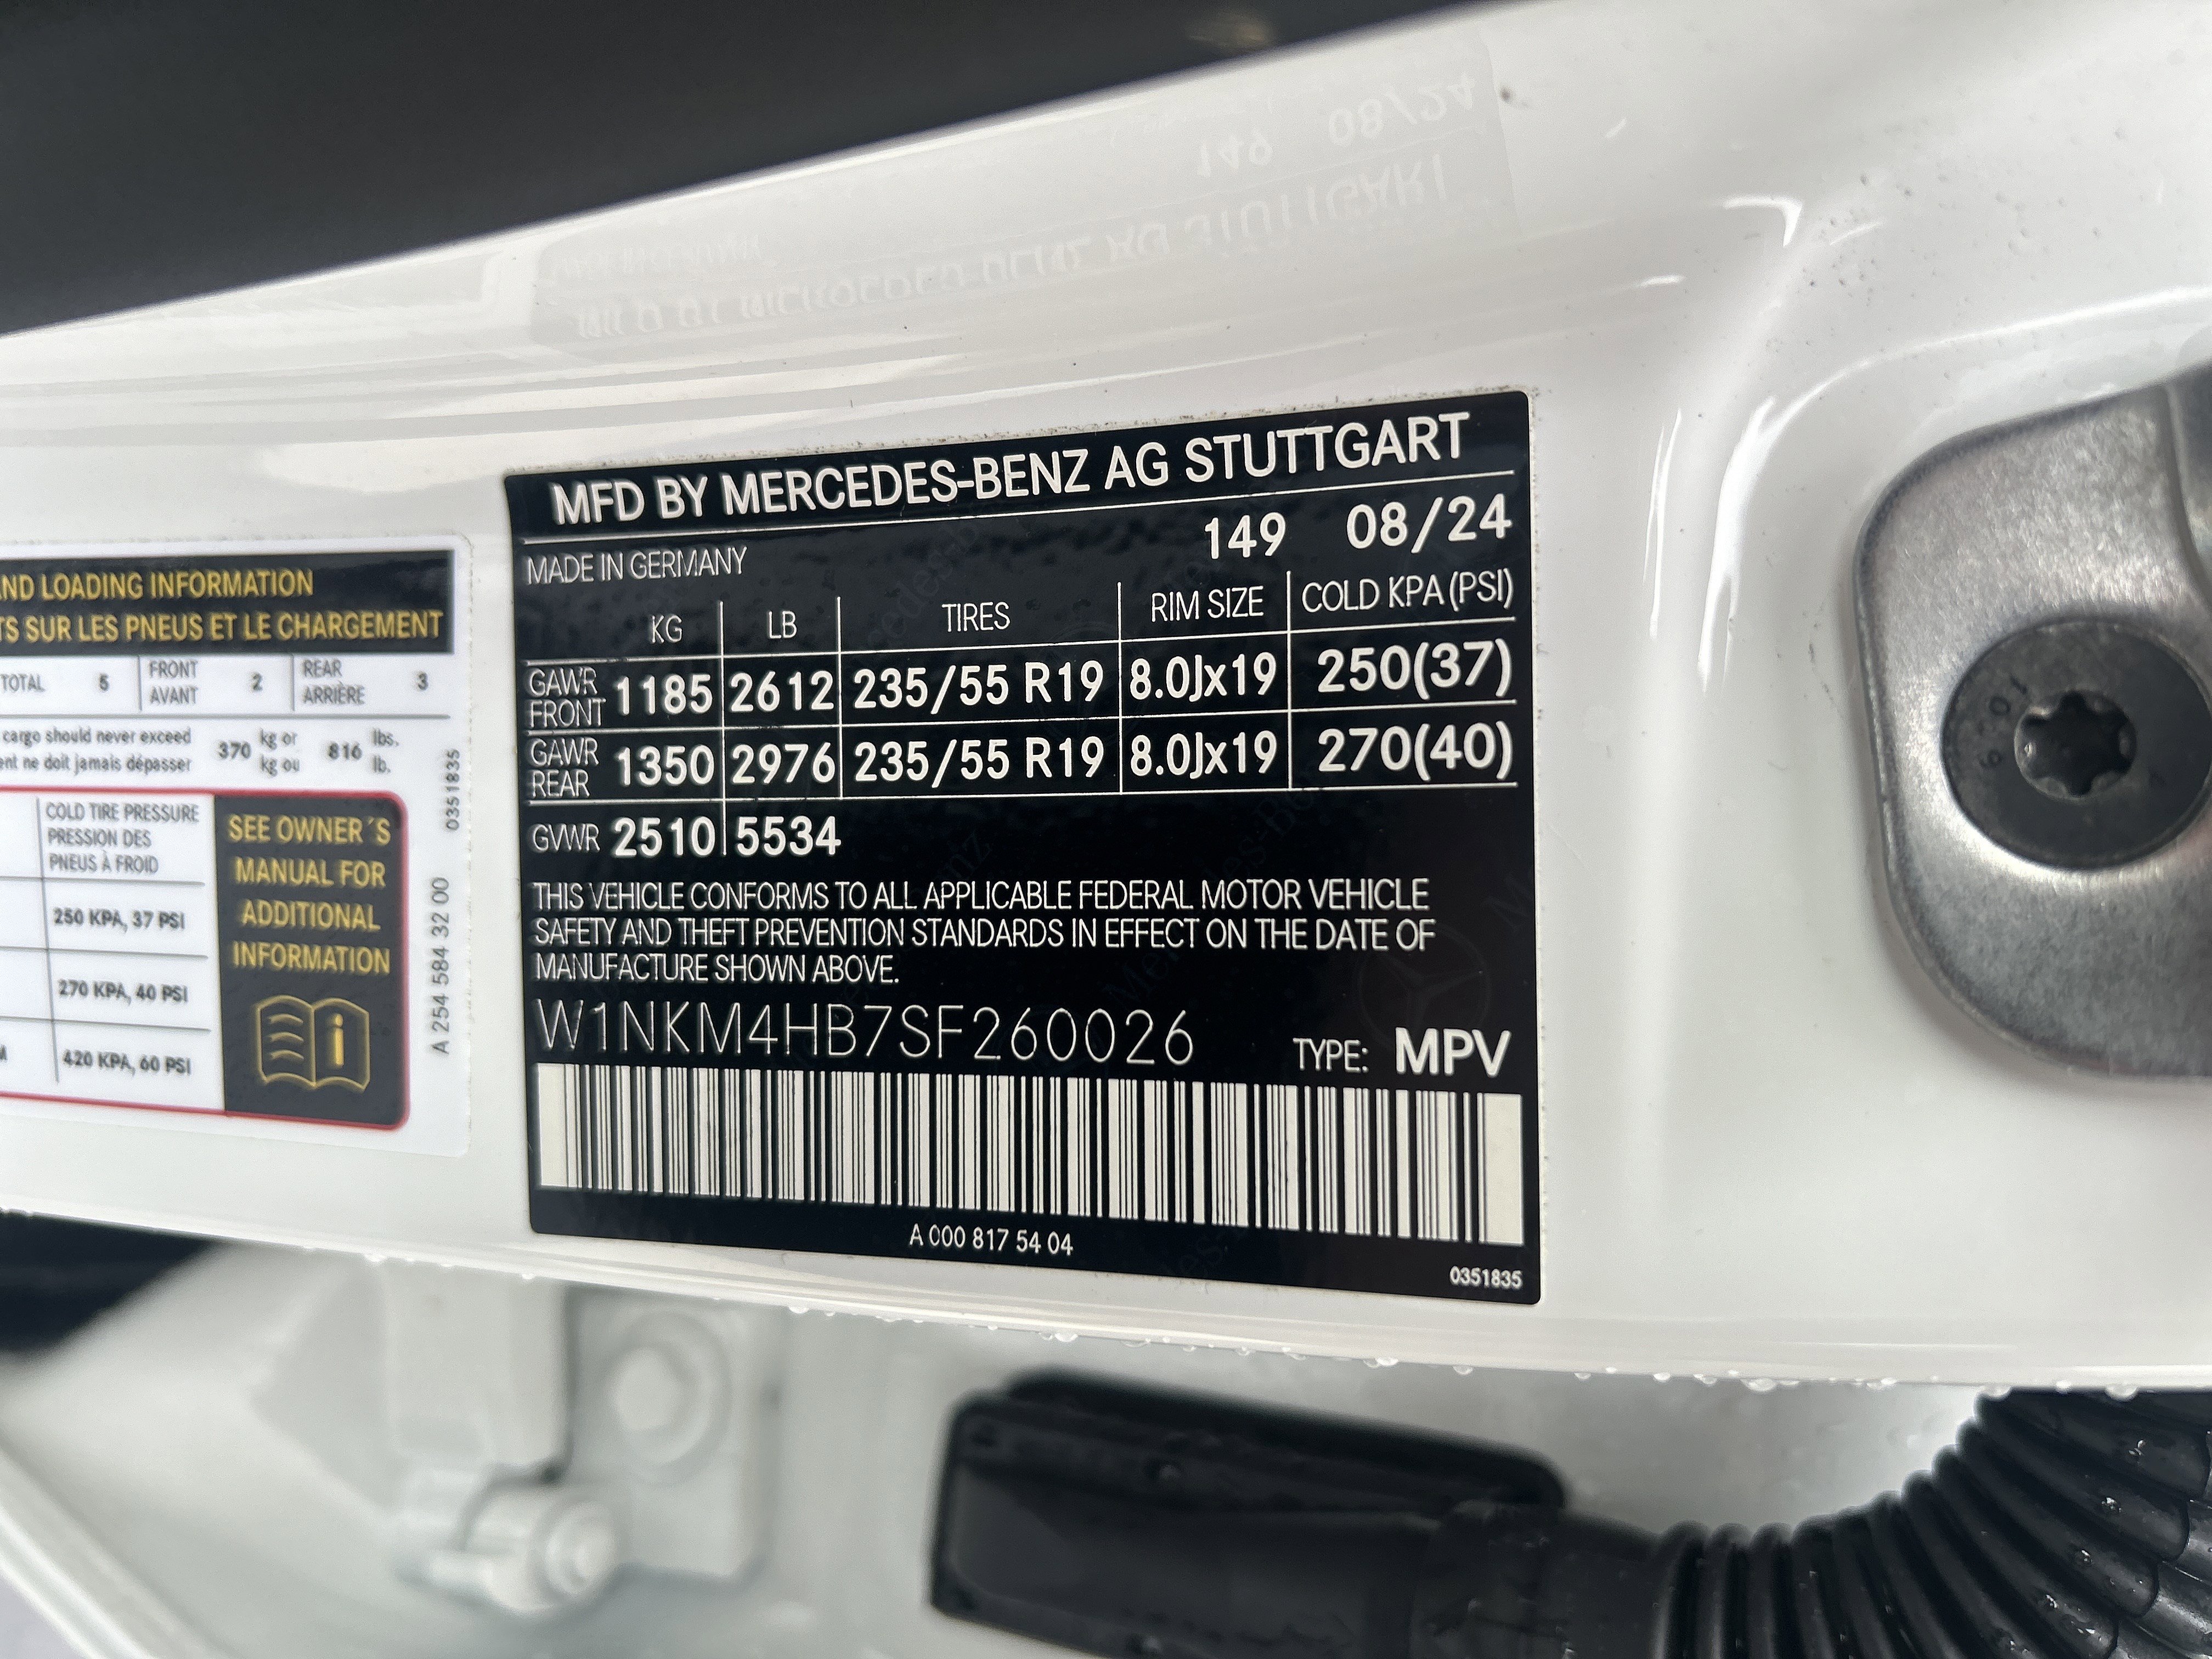 ND LOADING INFORMATION
TS SUR LES PNEUS ET LE CHARGEMENT
TOTAL 5 FRONT AVANT 2 REAR ARRIÈRE 3
cargo should never exceed
ent ne doit jamais dépasser
370 kg or kg ou 816 lbs. lb.
COLD TIRE PRESSURE
PRESSION DES
PNEUS À FROID
250 KPA, 37 PSI
270 KPA, 40 PSI
420 KPA, 60 PSI
SEE OWNER´S
MANUAL FOR
ADDITIONAL
INFORMATION
i
A 254 584 32 00 0351835
MFD BY MERCEDES-BENZ AG STUTTGART
MADE IN GERMANY 149 08/24
KG LB TIRES RIM SIZE COLD KPA(PSI)
GAWR FRONT 1185 2612 235/55 R19 8.0Jx19 250(37)
GAWR REAR 1350 2976 235/55 R19 8.0Jx19 270(40)
GVWR 2510 5534
THIS VEHICLE CONFORMS TO ALL APPLICABLE FEDERAL MOTOR VEHICLE
SAFETY AND THEFT PREVENTION STANDARDS IN EFFECT ON THE DATE OF
MANUFACTURE SHOWN ABOVE.
W1NKM4HB7SF260026 TYPE: MPV
A 000 817 54 04
0351835